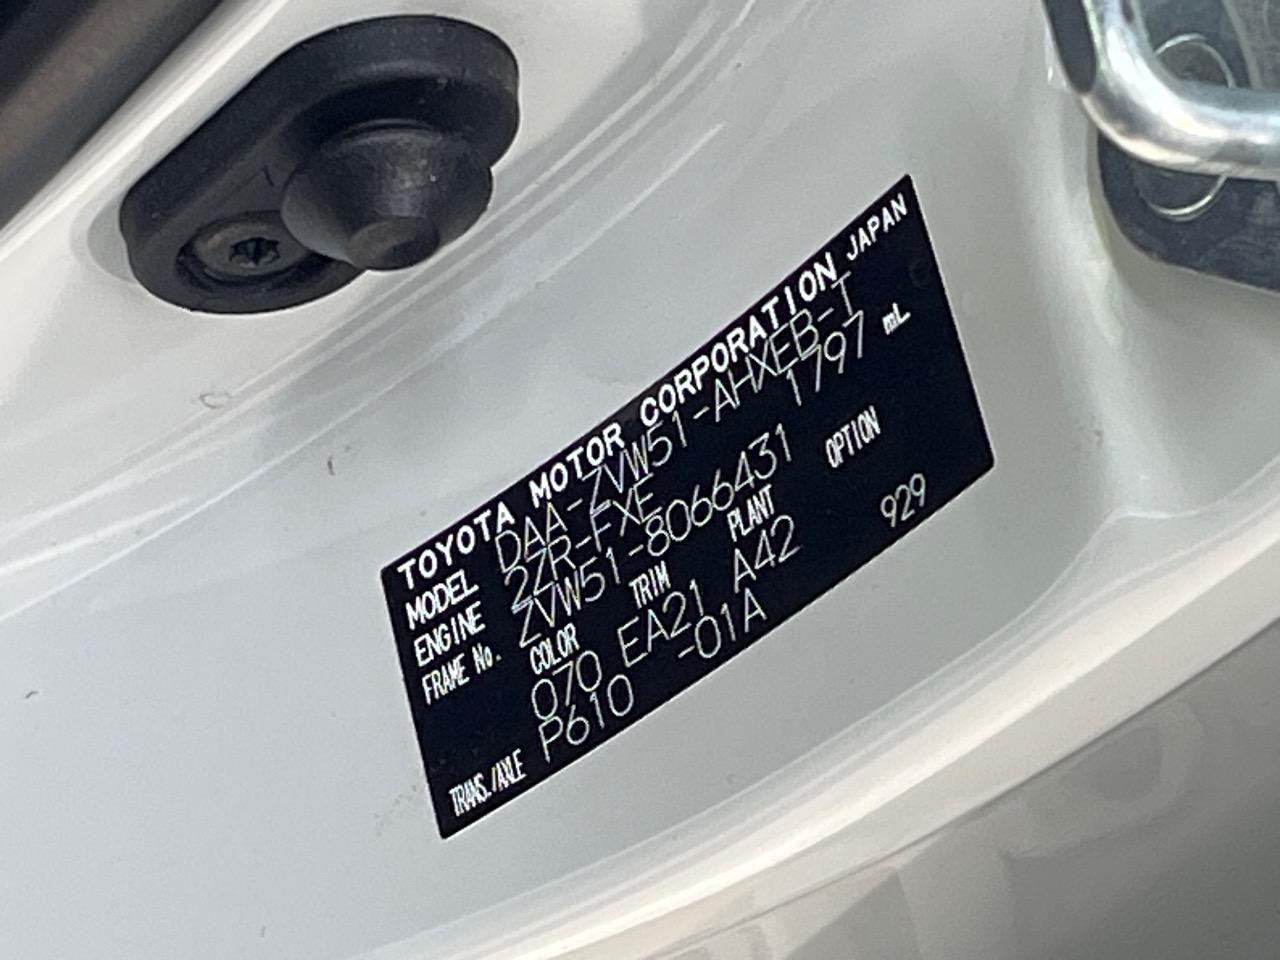 TOYOTA MOTOR CORPORATION JAPAN
MODEL DAA-ZVW51-AHXEB-T
ENGINE 2ZR-FXE 1797 mL
FRAME No. ZVW51-8066431
COLOR TRIM PLANT OPTION
070 EA21 A42 929
TRANS./AXLE P610 -01A